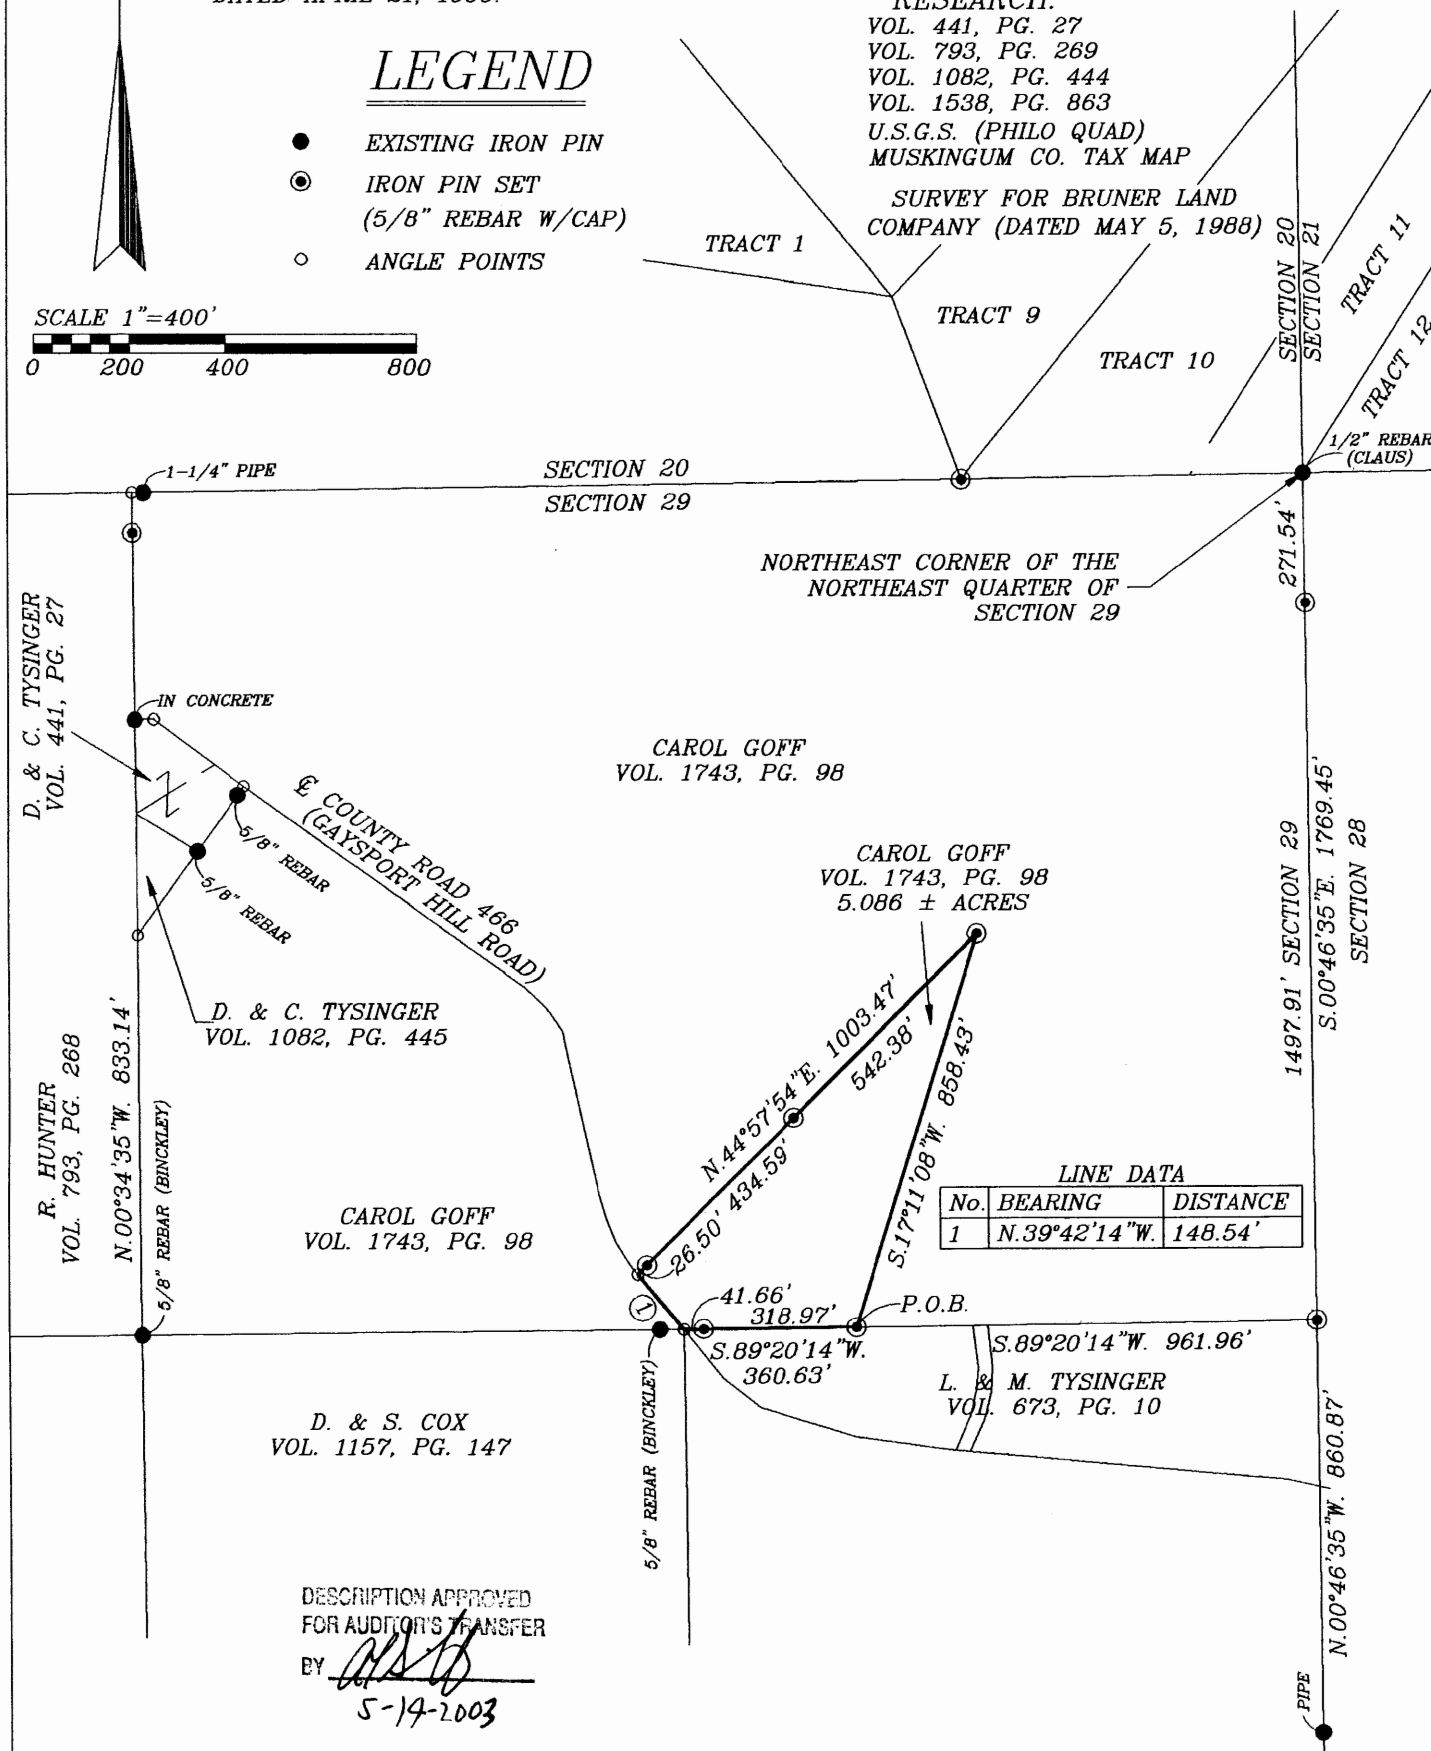 DATED APRIL 21, 1999.
RESEARCH:
VOL. 441, PG. 27
VOL. 793, PG. 269
VOL. 1082, PG. 444
VOL. 1538, PG. 863
U.S.G.S. (PHILO QUAD)
MUSKINGUM CO. TAX MAP
SURVEY FOR BRUNER LAND
COMPANY (DATED MAY 5, 1988)
LEGEND
EXISTING IRON PIN
IRON PIN SET
(5/8" REBAR W/CAP)
ANGLE POINTS
SCALE 1"=400'
0 200 400 800
TRACT 1
TRACT 9
TRACT 10
SECTION 20
SECTION 21
TRACT 11
TRACT 12
1/2" REBAR
(CLAUS)
1-1/4" PIPE
SECTION 20
SECTION 29
NORTHEAST CORNER OF THE
NORTHEAST QUARTER OF
SECTION 29
271.54'
D. & C. TYSINGER
VOL. 441, PG. 27
IN CONCRETE
CAROL GOFF
VOL. 1743, PG. 98
℄ COUNTY ROAD 466
(GAYSPORT HILL ROAD)
5/8" REBAR
5/8" REBAR
CAROL GOFF
VOL. 1743, PG. 98
5.086 ± ACRES
1497.91' SECTION 29
S.00°46'35"E. 1769.45'
SECTION 28
D. & C. TYSINGER
VOL. 1082, PG. 445
R. HUNTER
VOL. 793, PG. 268
N.00°34'35"W. 833.14'
5/8" REBAR (BINCKLEY)
N.44°57'54"E. 1003.47'
542.38'
26.50' 434.59'
S.17°11'08"W. 858.43'
LINE DATA
No. BEARING DISTANCE
1 N.39°42'14"W. 148.54'
CAROL GOFF
VOL. 1743, PG. 98
1
41.66'
318.97'
P.O.B.
S.89°20'14"W.
360.63'
S.89°20'14"W. 961.96'
L. & M. TYSINGER
VOL. 673, PG. 10
D. & S. COX
VOL. 1157, PG. 147
5/8" REBAR (BINCKLEY)
N.00°46'35"W. 860.87'
PIPE
DESCRIPTION APPROVED
FOR AUDITOR'S TRANSFER
BY
5-14-2003